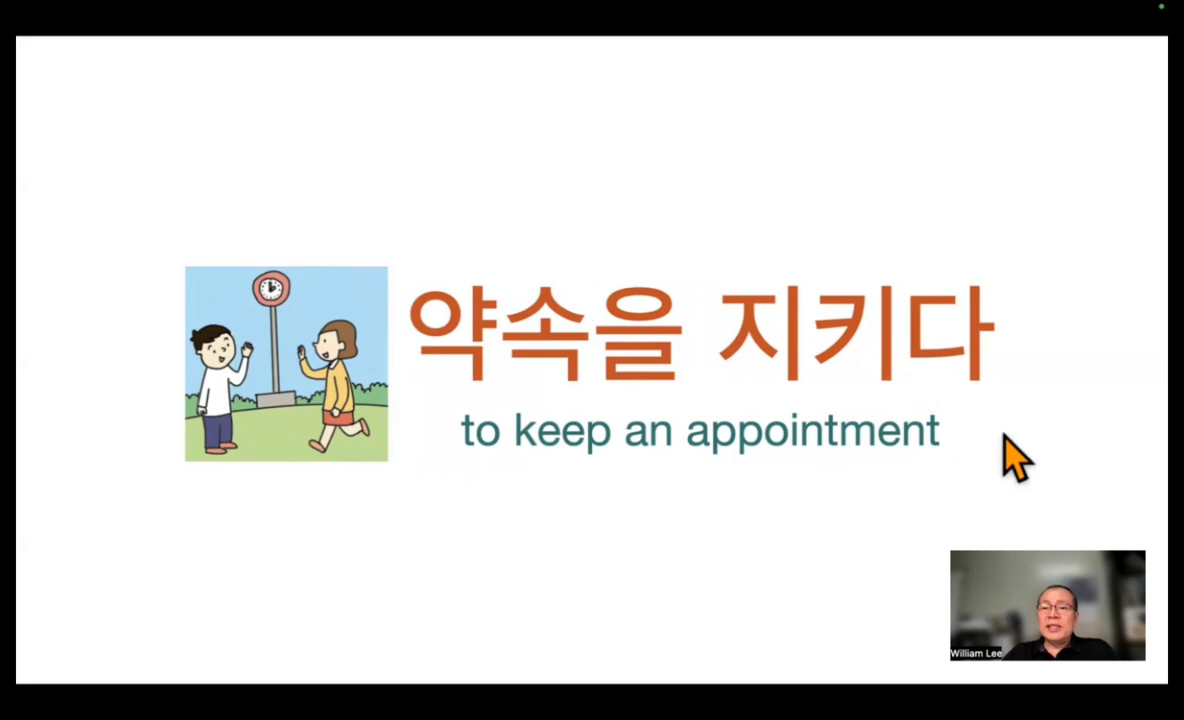 약속을 지키다
to keep an appointment
William Lee